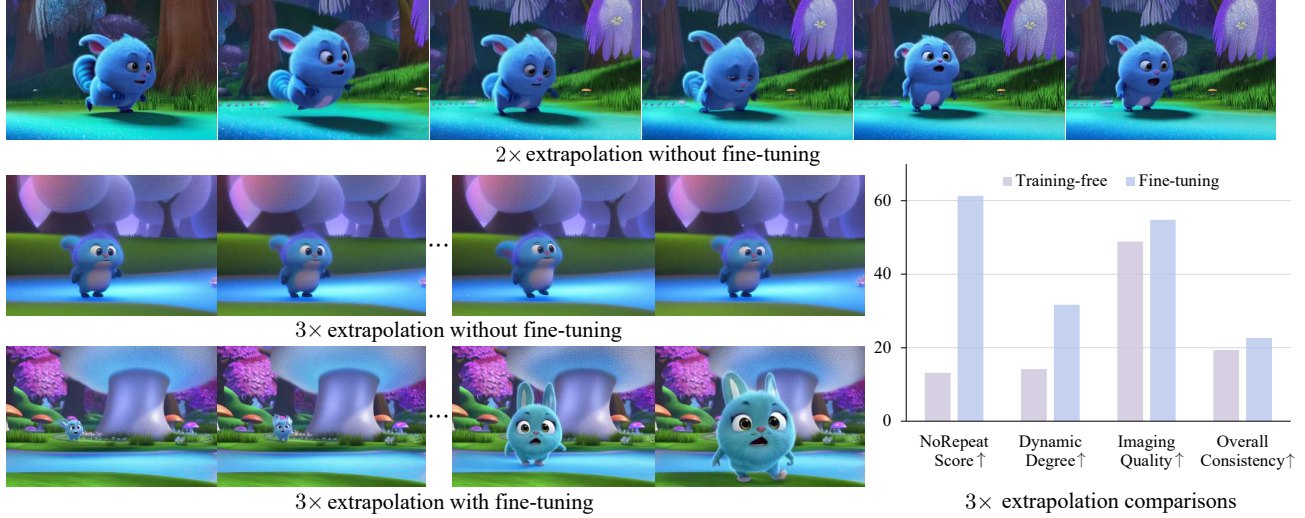 2× extrapolation without fine-tuning
...
3× extrapolation without fine-tuning
...
3× extrapolation with fine-tuning
Training-free
Fine-tuning
60
40
20
0
NoRepeat
Score↑
Dynamic
Degree↑
Imaging
Quality↑
Overall
Consistency↑
3× extrapolation comparisons